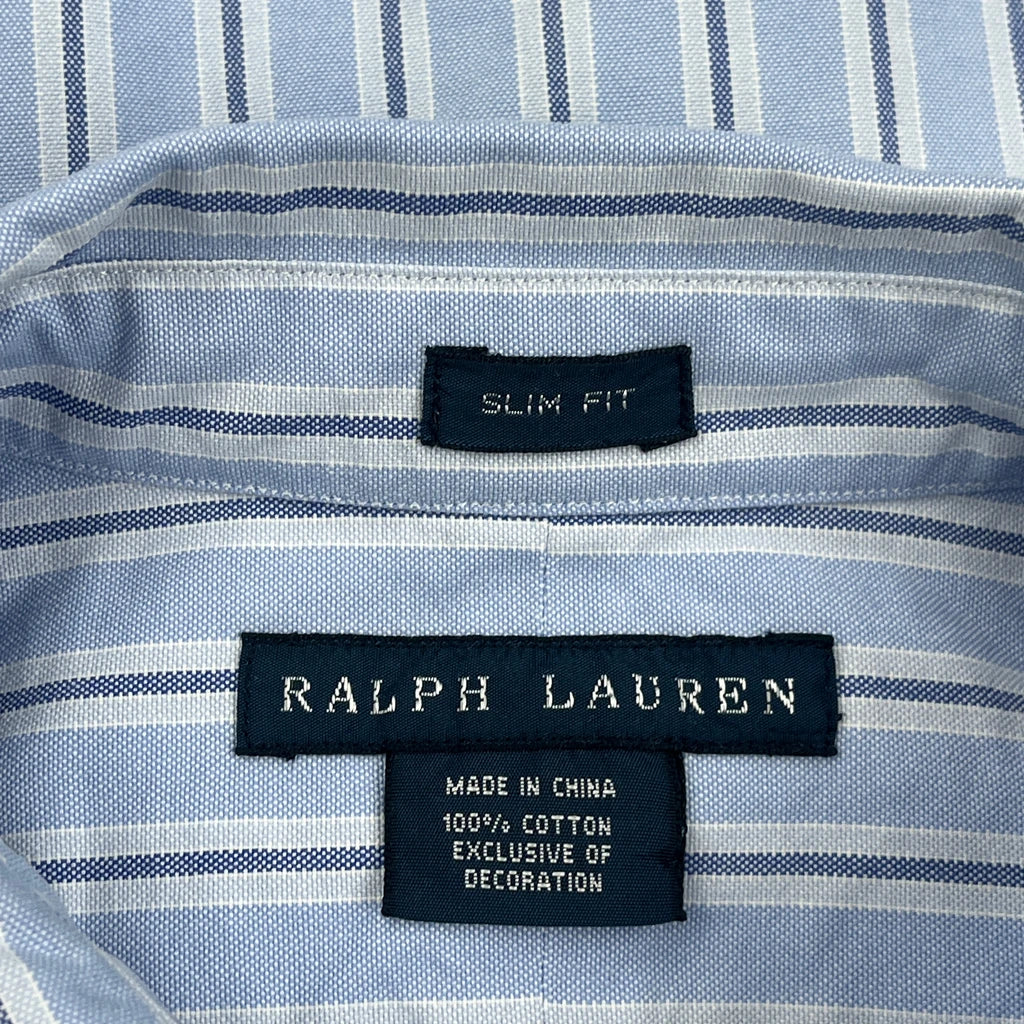 SLIM FIT
RALPH LAUREN
MADE IN CHINA
100% COTTON
EXCLUSIVE OF
DECORATION